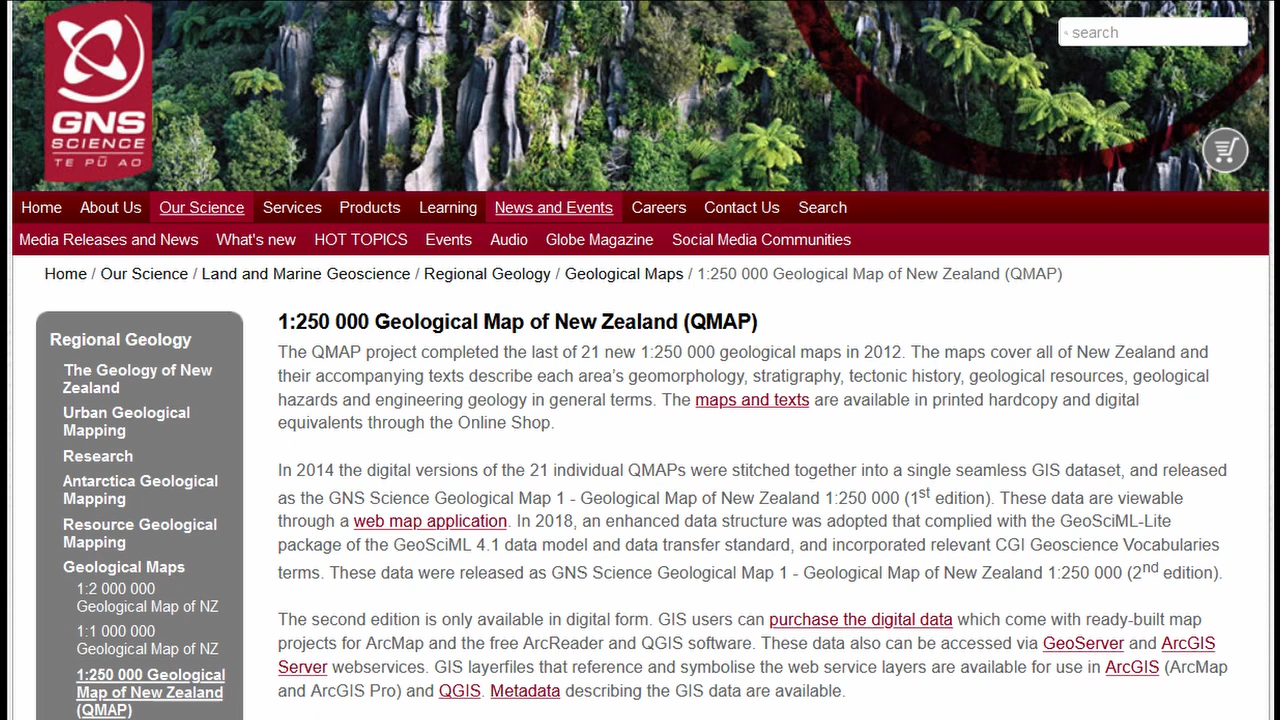 GNS
SCIENCE
TE PŪ AO
search
Home About Us Our Science Services Products Learning News and Events Careers Contact Us Search
Media Releases and News What's new HOT TOPICS Events Audio Globe Magazine Social Media Communities
Home / Our Science / Land and Marine Geoscience / Regional Geology / Geological Maps / 1:250 000 Geological Map of New Zealand (QMAP)
Regional Geology
The Geology of New
Zealand
Urban Geological
Mapping
Research
Antarctica Geological
Mapping
Resource Geological
Mapping
Geological Maps
1:2 000 000
Geological Map of NZ
1:1 000 000
Geological Map of NZ
1:250 000 Geological
Map of New Zealand
(QMAP)
1:250 000 Geological Map of New Zealand (QMAP)
The QMAP project completed the last of 21 new 1:250 000 geological maps in 2012. The maps cover all of New Zealand and
their accompanying texts describe each area's geomorphology, stratigraphy, tectonic history, geological resources, geological
hazards and engineering geology in general terms. The maps and texts are available in printed hardcopy and digital
equivalents through the Online Shop.
In 2014 the digital versions of the 21 individual QMAPs were stitched together into a single seamless GIS dataset, and released
as the GNS Science Geological Map 1 - Geological Map of New Zealand 1:250 000 (1st edition). These data are viewable
through a web map application. In 2018, an enhanced data structure was adopted that complied with the GeoSciML-Lite
package of the GeoSciML 4.1 data model and data transfer standard, and incorporated relevant CGI Geoscience Vocabularies
terms. These data were released as GNS Science Geological Map 1 - Geological Map of New Zealand 1:250 000 (2nd edition).
The second edition is only available in digital form. GIS users can purchase the digital data which come with ready-built map
projects for ArcMap and the free ArcReader and QGIS software. These data also can be accessed via GeoServer and ArcGIS
Server webservices. GIS layerfiles that reference and symbolise the web service layers are available for use in ArcGIS (ArcMap
and ArcGIS Pro) and QGIS. Metadata describing the GIS data are available.